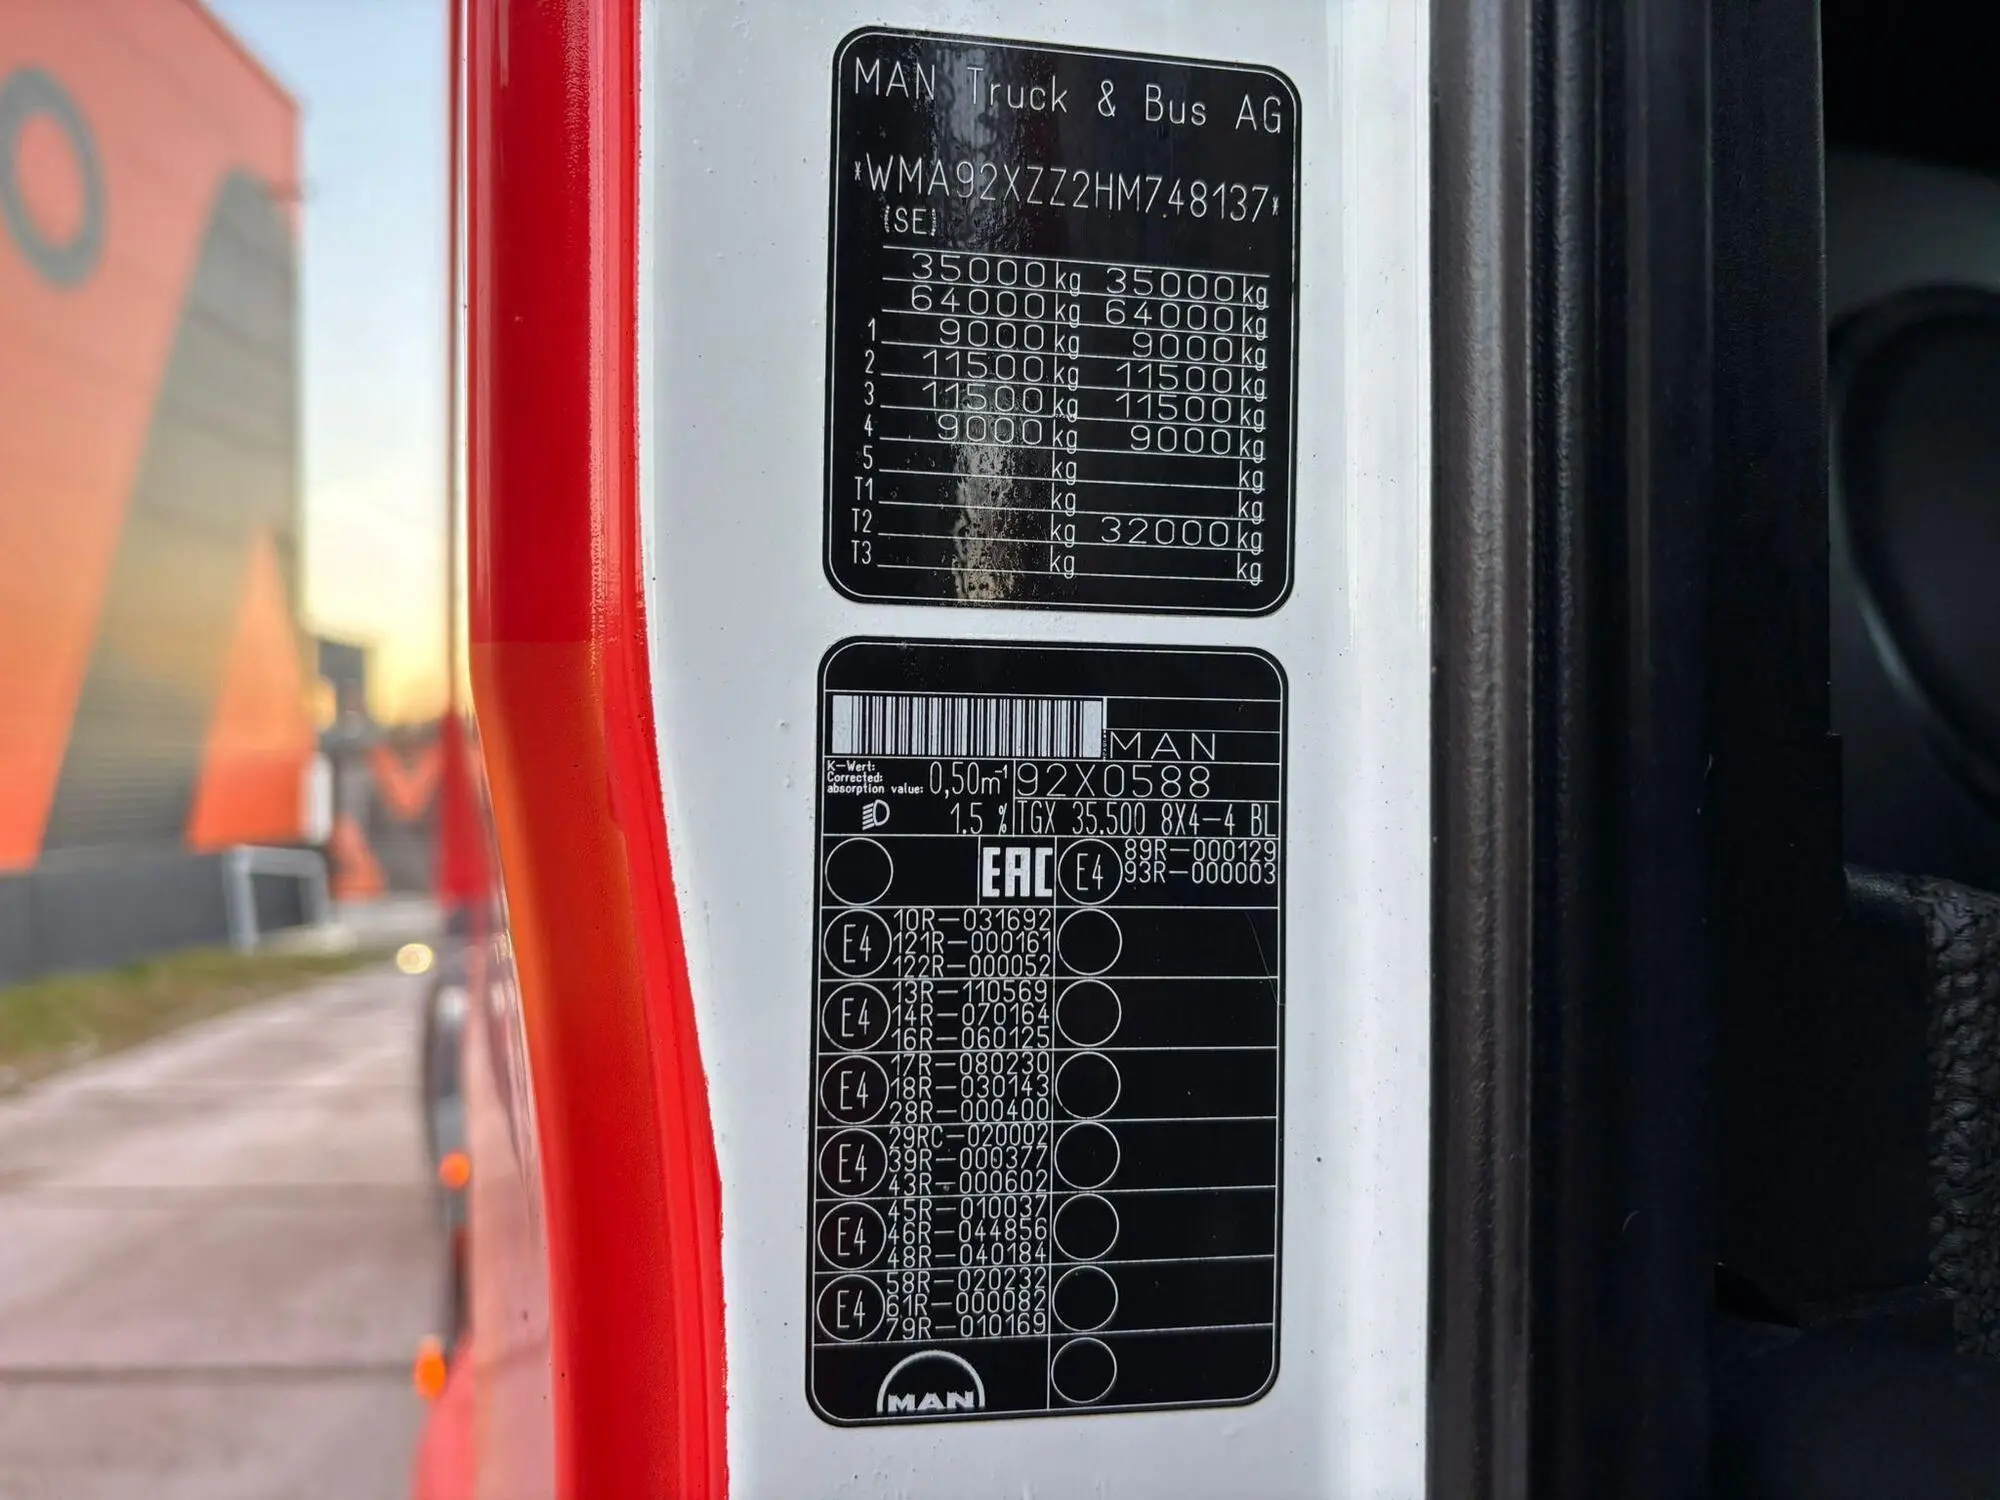 MAN Truck & Bus AG
*WMA92XZZ2HM748137*
(SE)
35000 kg 35000 kg
64000 kg 64000 kg
1 9000 kg 9000 kg
2 11500 kg 11500 kg
3 11500 kg 11500 kg
4 9000 kg 9000 kg
5 kg kg
T1 kg kg
T2 kg 32000 kg
T3 kg kg
MAN
K-Wert:
Corrected:
absorption value: 0,50m⁻¹ 92X0588
1.5 % TGX 35.500 8X4-4 BL
EAC E4 89R-000129
93R-000003
E4 10R-031692
121R-000161
122R-000052
E4 13R-110569
14R-070164
16R-060125
E4 17R-080230
18R-030143
28R-000400
E4 29RC-020002
39R-000377
43R-000602
E4 45R-010037
46R-044856
48R-040184
E4 58R-020232
61R-000082
79R-010169
MAN